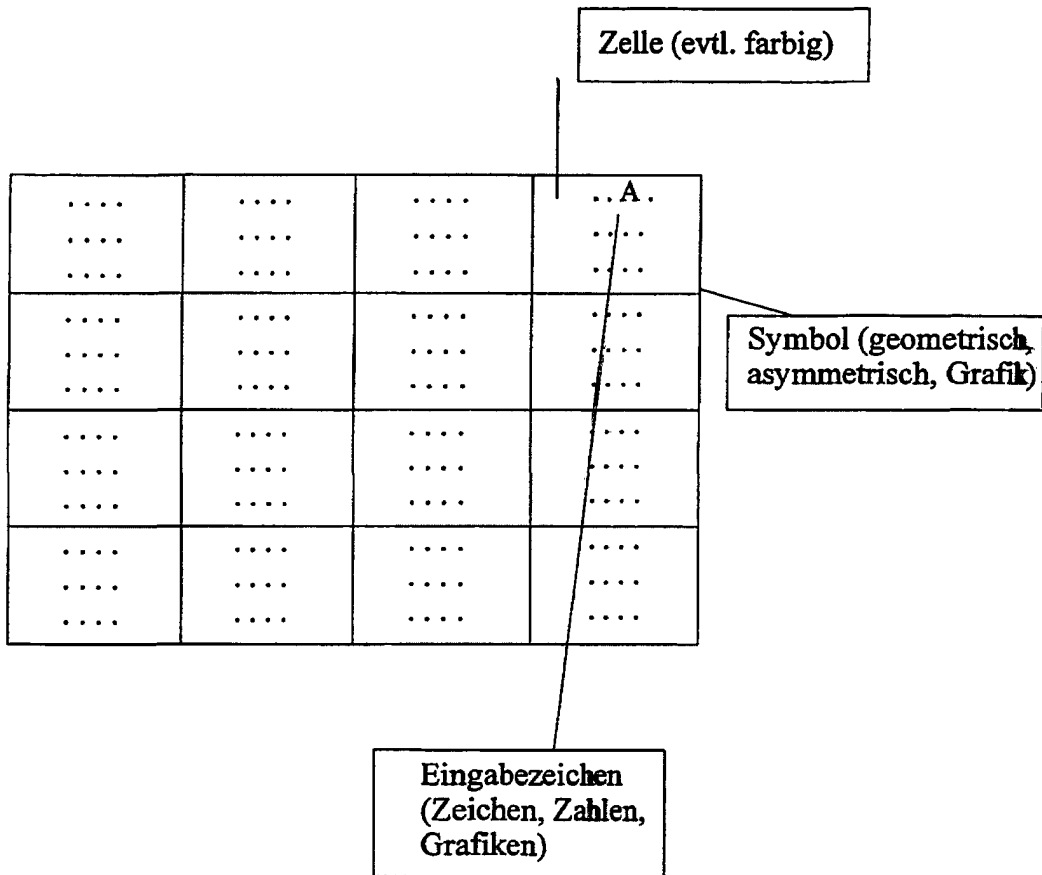 Zelle (evtl. farbig)
A
Symbol (geometrisch,
asymmetrisch, Grafik)
Eingabezeichen
(Zeichen, Zahlen,
Grafiken)